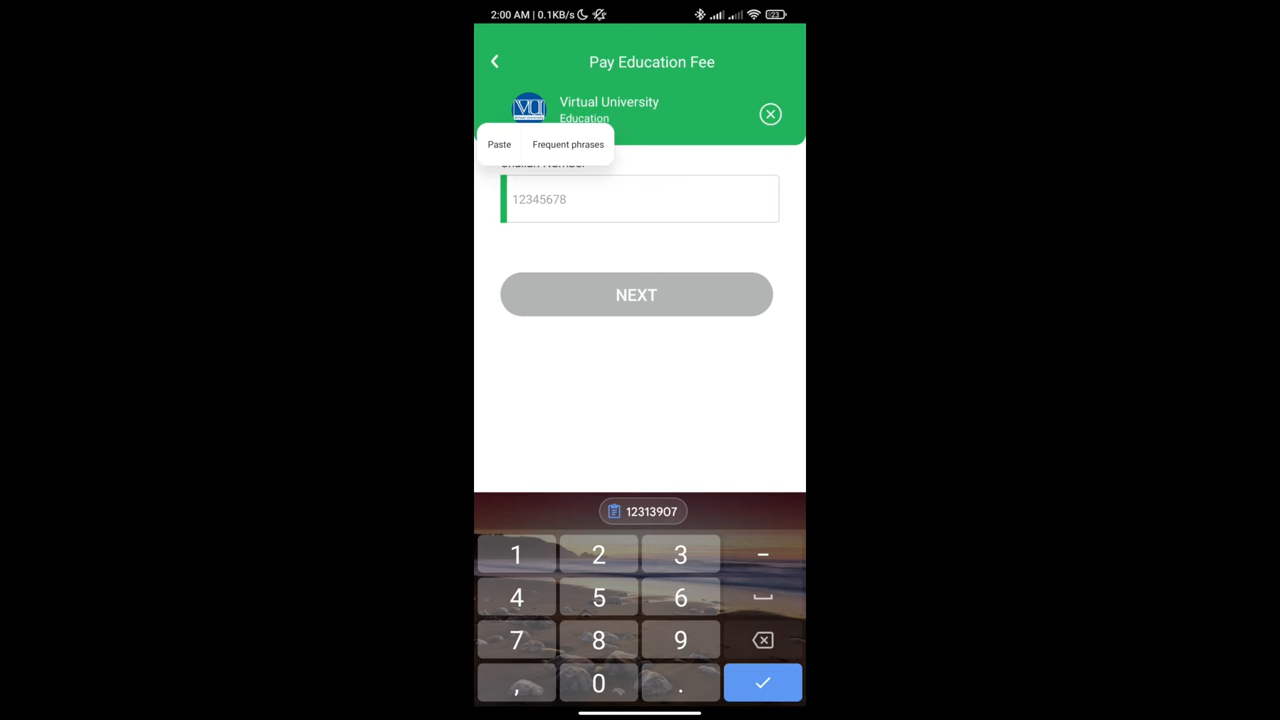 2:00 AM | 0.1KB/s
23
Pay Education Fee
Virtual University
Education
Paste Frequent phrases
12345678
NEXT
12313907
1 2 3 -
4 5 6
7 8 9
, 0 .